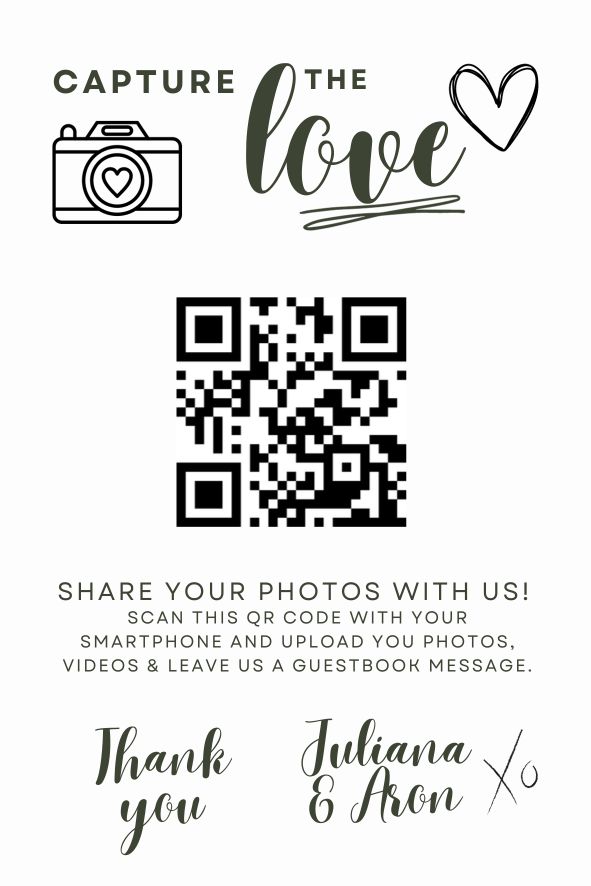 CAPTURE THE
love
SHARE YOUR PHOTOS WITH US!
SCAN THIS QR CODE WITH YOUR
SMARTPHONE AND UPLOAD YOU PHOTOS,
VIDEOS & LEAVE US A GUESTBOOK MESSAGE.
Thank
you
Juliana
& Aron
XO